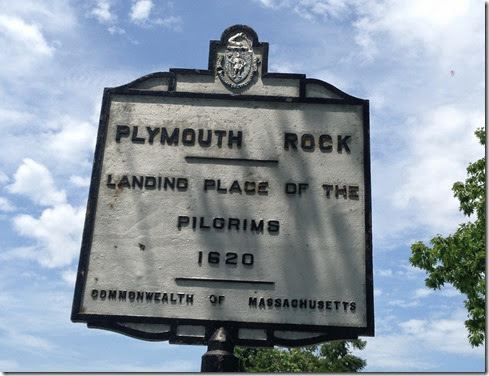 PLYMOUTH ROCK
LANDING PLACE OF THE
PILGRIMS
1620
COMMONWEALTH OF MASSACHUSETTS